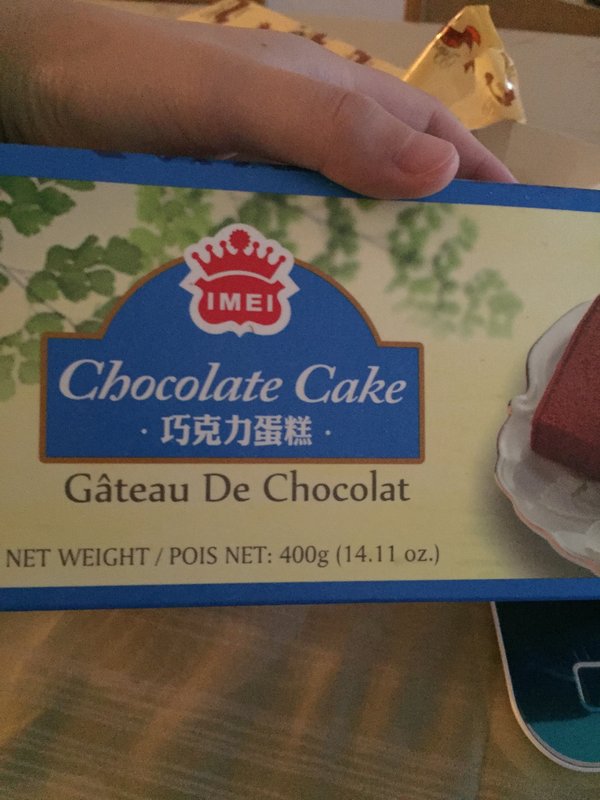 IMEI
Chocolate Cake
· 巧克力蛋糕 ·
Gâteau De Chocolat
NET WEIGHT / POIS NET: 400g (14.11 oz.)